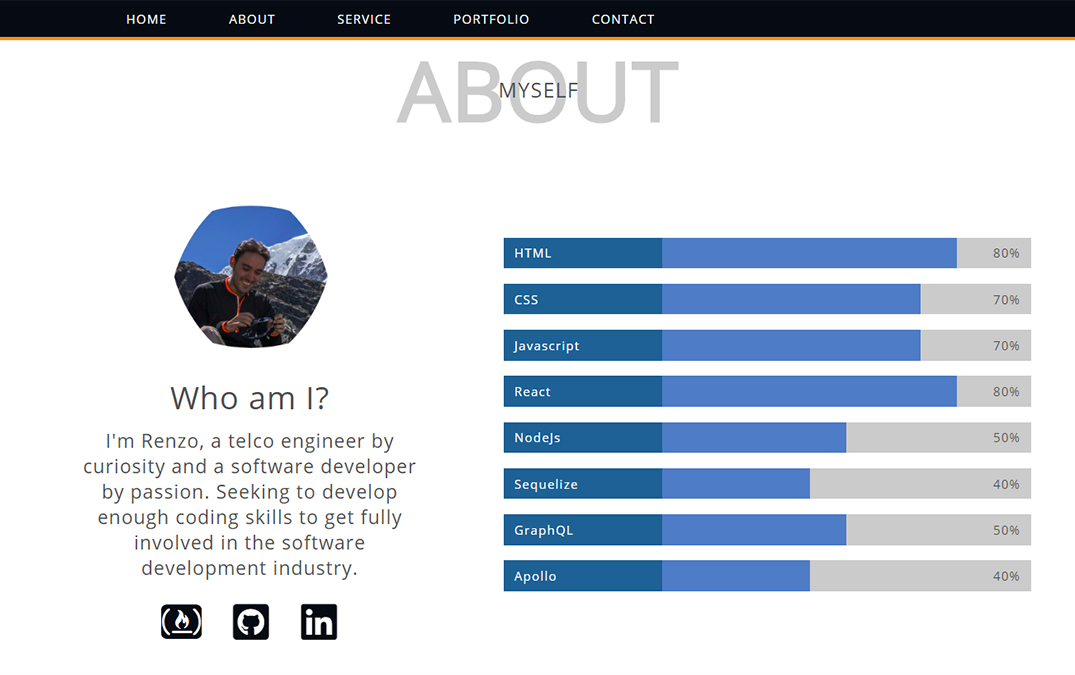 HOME ABOUT SERVICE PORTFOLIO CONTACT
ABOUT
MYSELF
Who am I?
I'm Renzo, a telco engineer by
curiosity and a software developer
by passion. Seeking to develop
enough coding skills to get fully
involved in the software
development industry.
in
HTML 80%
CSS 70%
Javascript 70%
React 80%
NodeJs 50%
Sequelize 40%
GraphQL 50%
Apollo 40%